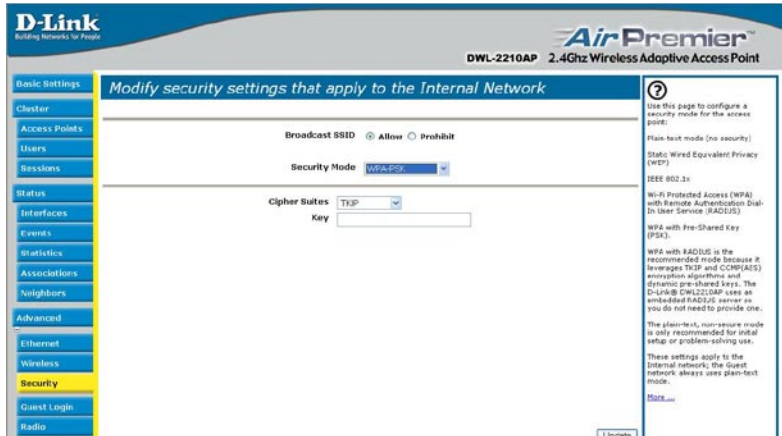 D-Link
Building Networks for People
AirPremier™
DWL-2210AP 2.4Ghz Wireless Adaptive Access Point
Basic Settings
Cluster
Access Points
Users
Sessions
Status
Interfaces
Events
Statistics
Associations
Neighbors
Advanced
Ethernet
Wireless
Security
Guest Login
Radio
Modify security settings that apply to the Internal Network
Broadcast SSID Allow Prohibit
Security Mode WPA-PSK
Cipher Suites TKIP
Key
Update
?
Use this page to configure a
security mode for the access
point:
Plain-text mode (no security)
Static Wired Equivalent Privacy
(WEP)
IEEE 802.1x
Wi-Fi Protected Access (WPA)
with Remote Authentication Dial-
In User Service (RADIUS)
WPA with Pre-Shared Key
(PSK).
WPA with RADIUS is the
recommended mode because it
leverages TKIP and CCMP(AES)
encryption algorithms and
dynamic pre-shared keys. The
D-Link® DWL2210AP uses an
embedded RADIUS server so
you do not need to provide one.
The plain-text, non-secure mode
is only recommended for initial
setup or problem-solving use.
These settings apply to the
Internal network; the Guest
network always uses plain-text
mode.
More ...